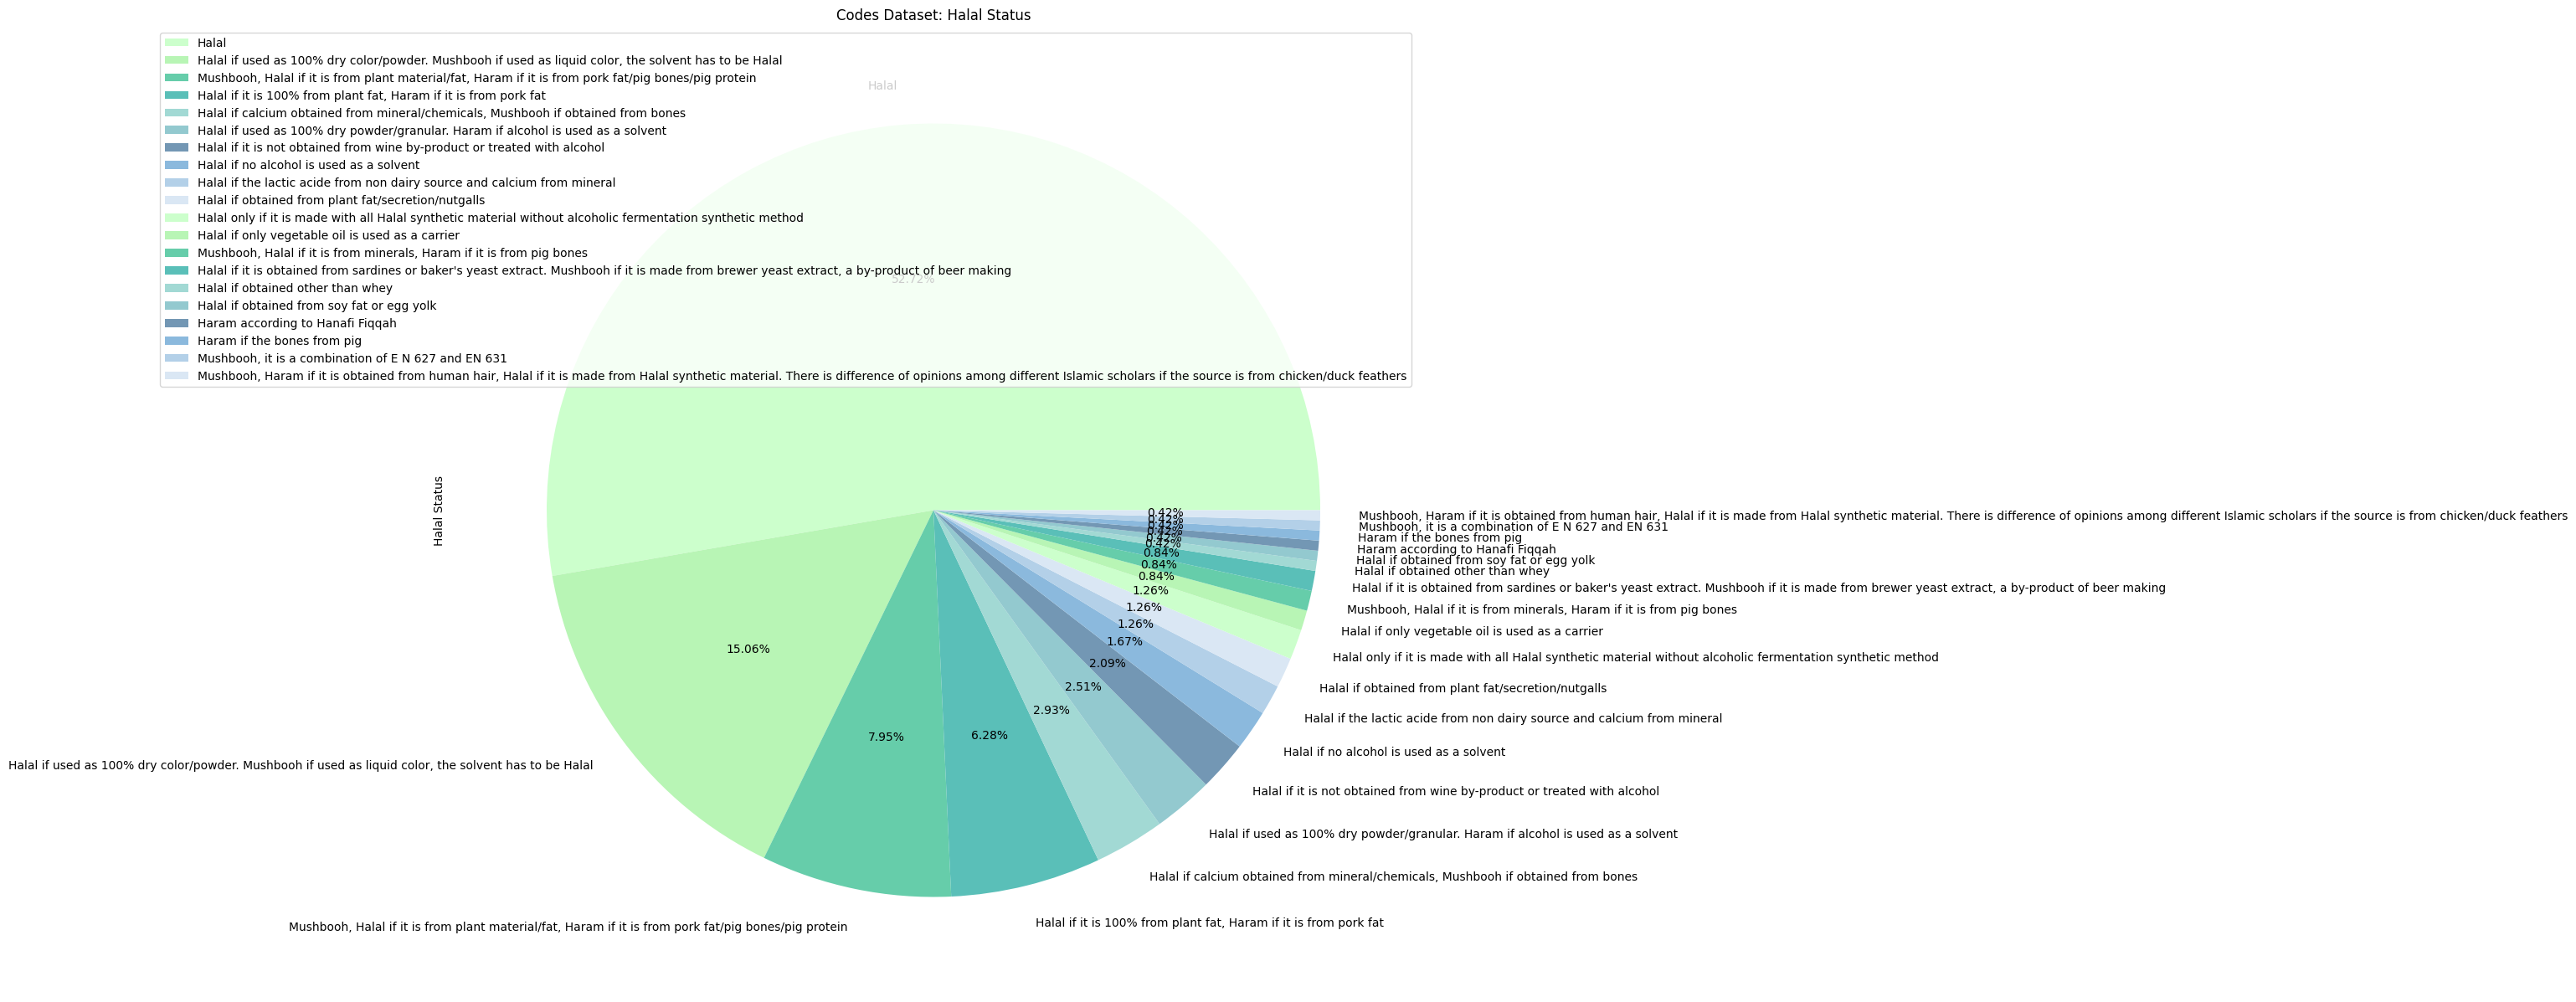 Codes Dataset: Halal Status
Halal
Halal if used as 100% dry color/powder. Mushbooh if used as liquid color, the solvent has to be Halal
Mushbooh, Halal if it is from plant material/fat, Haram if it is from pork fat/pig bones/pig protein
Halal if it is 100% from plant fat, Haram if it is from pork fat
Halal if calcium obtained from mineral/chemicals, Mushbooh if obtained from bones
Halal if used as 100% dry powder/granular. Haram if alcohol is used as a solvent
Halal if it is not obtained from wine by-product or treated with alcohol
Halal if no alcohol is used as a solvent
Halal if the lactic acide from non dairy source and calcium from mineral
Halal if obtained from plant fat/secretion/nutgalls
Halal only if it is made with all Halal synthetic material without alcoholic fermentation synthetic method
Halal if only vegetable oil is used as a carrier
Mushbooh, Halal if it is from minerals, Haram if it is from pig bones
Halal if it is obtained from sardines or baker's yeast extract. Mushbooh if it is made from brewer yeast extract, a by-product of beer making
Halal if obtained other than whey
Halal if obtained from soy fat or egg yolk
Haram according to Hanafi Fiqqah
Haram if the bones from pig
Mushbooh, it is a combination of E N 627 and EN 631
Mushbooh, Haram if it is obtained from human hair, Halal if it is made from Halal synthetic material. There is difference of opinions among different Islamic scholars if the source is from chicken/duck feathers
Halal
52.72%
Halal Status
0.42%
0.42%
0.42%
0.42%
0.42%
0.42%
0.84%
0.84%
0.84%
1.26%
1.26%
1.26%
1.67%
2.09%
2.51%
2.93%
6.28%
7.95%
15.06%
Mushbooh, Haram if it is obtained from human hair, Halal if it is made from Halal synthetic material. There is difference of opinions among different Islamic scholars if the source is from chicken/duck feathers
Mushbooh, it is a combination of E N 627 and EN 631
Haram if the bones from pig
Haram according to Hanafi Fiqqah
Halal if obtained from soy fat or egg yolk
Halal if obtained other than whey
Halal if it is obtained from sardines or baker's yeast extract. Mushbooh if it is made from brewer yeast extract, a by-product of beer making
Mushbooh, Halal if it is from minerals, Haram if it is from pig bones
Halal if only vegetable oil is used as a carrier
Halal only if it is made with all Halal synthetic material without alcoholic fermentation synthetic method
Halal if obtained from plant fat/secretion/nutgalls
Halal if the lactic acide from non dairy source and calcium from mineral
Halal if no alcohol is used as a solvent
Halal if it is not obtained from wine by-product or treated with alcohol
Halal if used as 100% dry powder/granular. Haram if alcohol is used as a solvent
Halal if calcium obtained from mineral/chemicals, Mushbooh if obtained from bones
Halal if it is 100% from plant fat, Haram if it is from pork fat
Mushbooh, Halal if it is from plant material/fat, Haram if it is from pork fat/pig bones/pig protein
Halal if used as 100% dry color/powder. Mushbooh if used as liquid color, the solvent has to be Halal